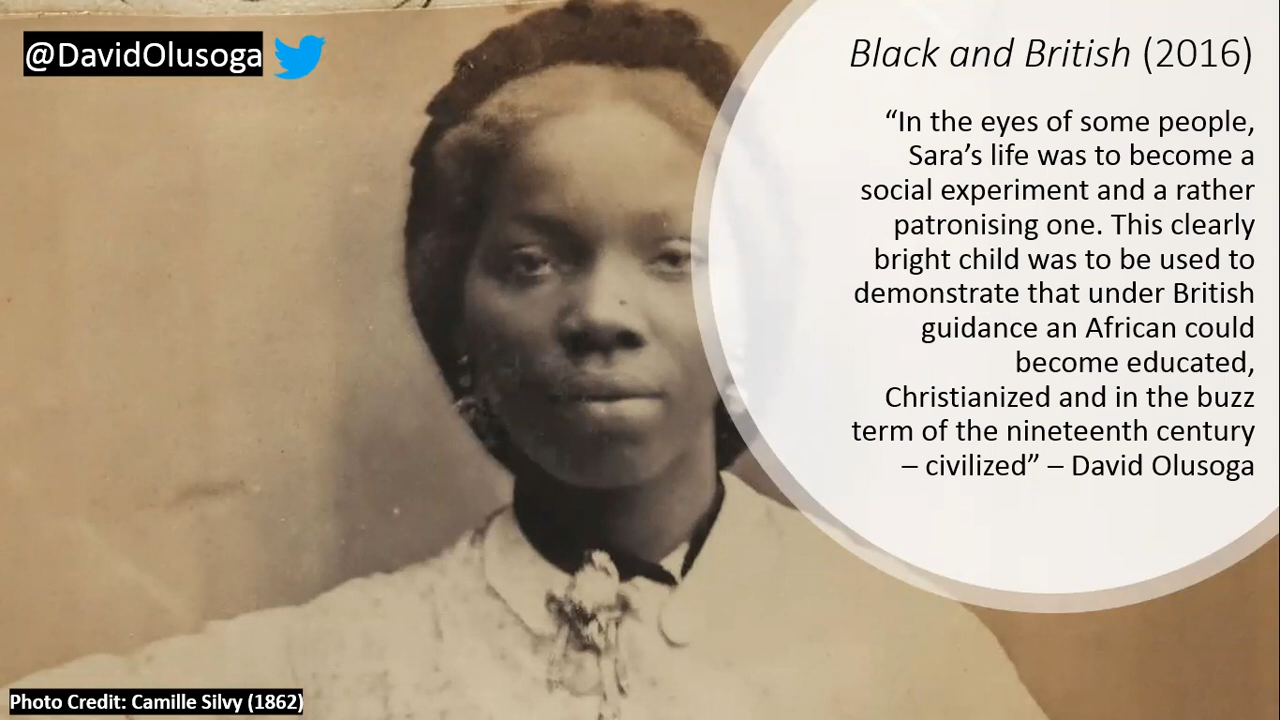 @DavidOlusoga
Black and British (2016)
“In the eyes of some people,
Sara’s life was to become a
social experiment and a rather
patronising one. This clearly
bright child was to be used to
demonstrate that under British
guidance an African could
become educated,
Christianized and in the buzz
term of the nineteenth century
– civilized” – David Olusoga
Photo Credit: Camille Silvy (1862)